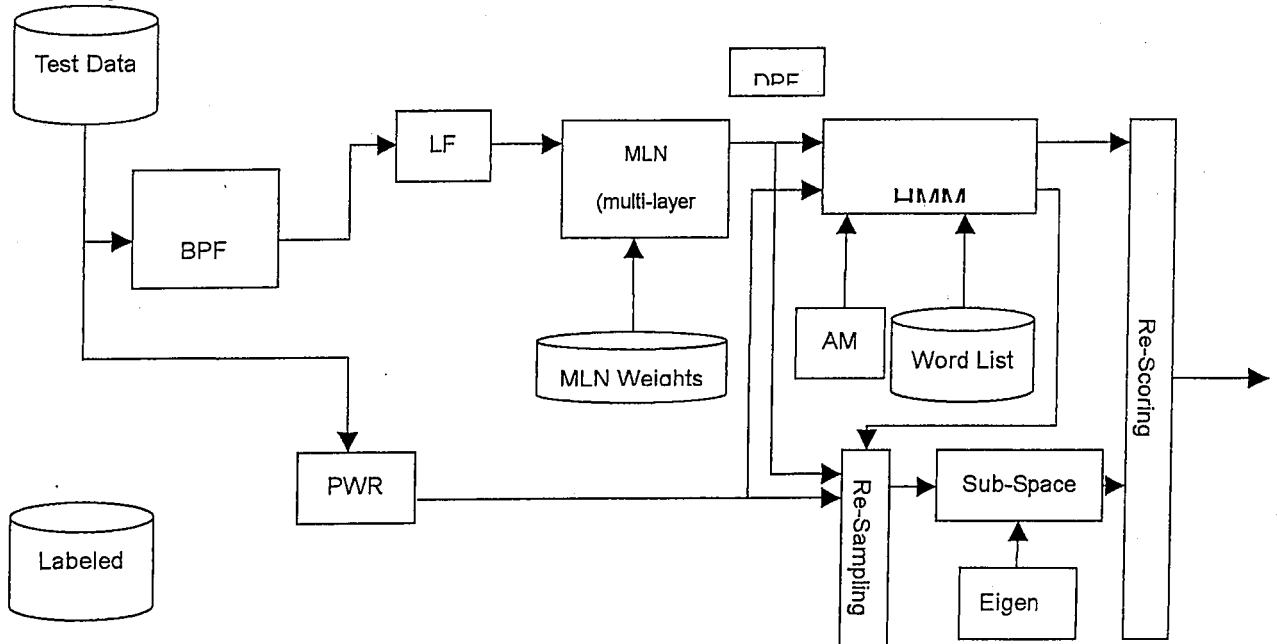 Test Data
DPF
LF
MLN
(multi-layer
HMM
BPF
AM
Word List
MLN Weights
Re-Scoring
PWR
Re-Sampling
Sub-Space
Labeled
Eigen